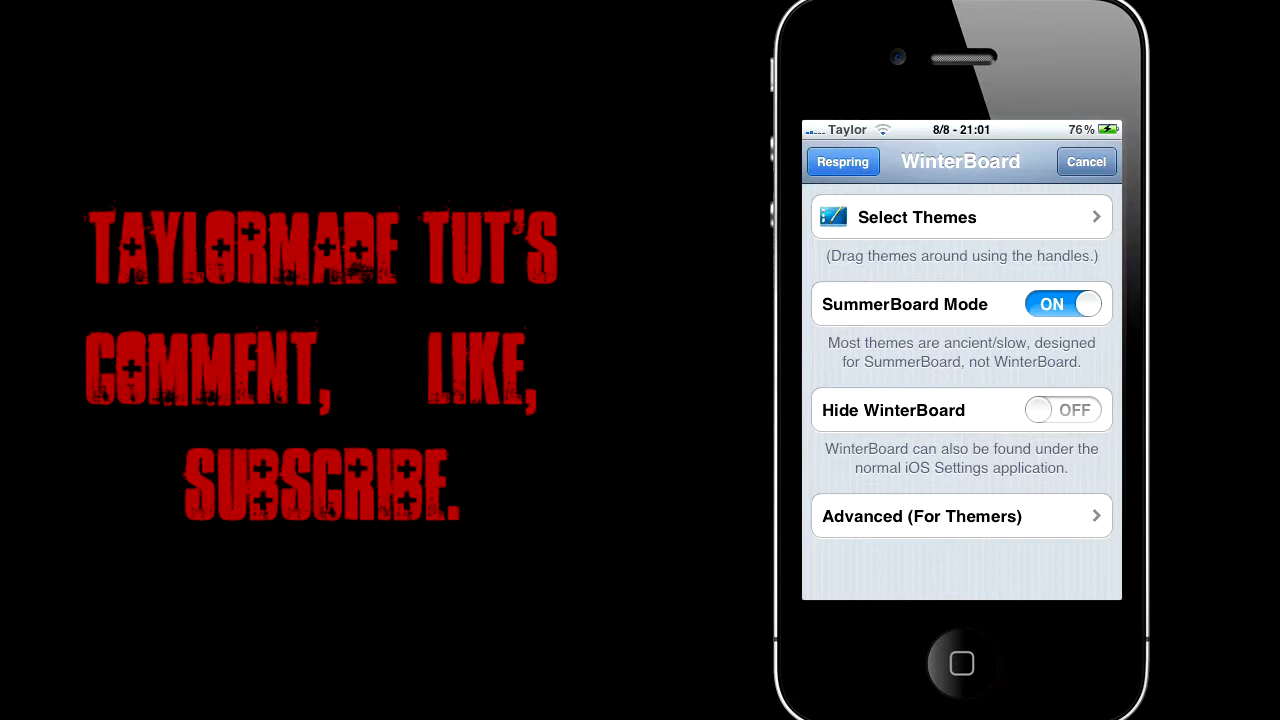 TAYLORMADE TUT'S
COMMENT, LIKE,
SUBSCRIBE.
Taylor 8/8 - 21:01 76%
Respring WinterBoard Cancel
Select Themes
(Drag themes around using the handles.)
SummerBoard Mode ON
Most themes are ancient/slow, designed
for SummerBoard, not WinterBoard.
Hide WinterBoard OFF
WinterBoard can also be found under the
normal iOS Settings application.
Advanced (For Themers)